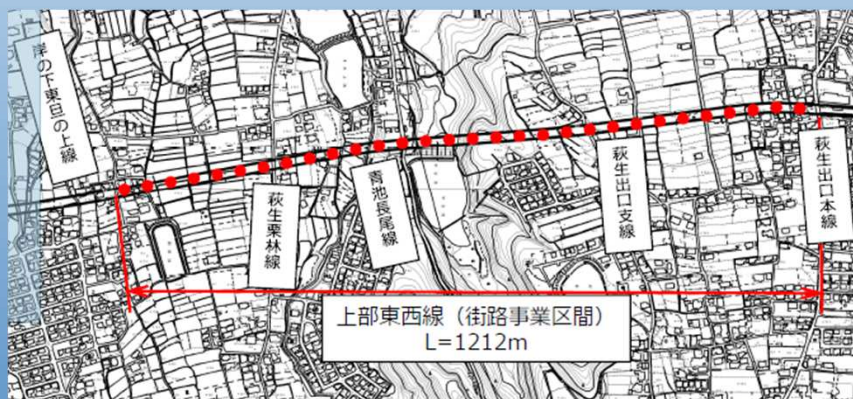 岸の下東旦の上線
萩生栗林線
青池長尾線
萩生出口支線
萩生出口本線
上部東西線（街路事業区間）
L=1212m